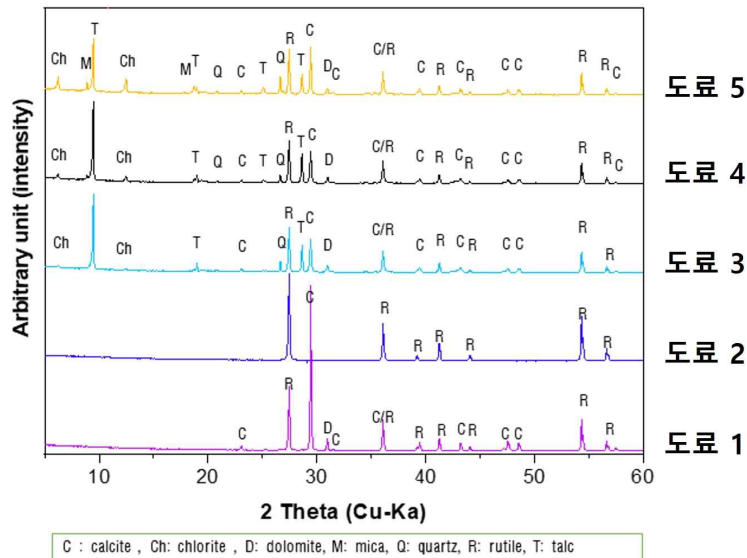 Ch M T Ch M T Q C T Q R T C D C C/R C R C R C C R R C 도료 5
Ch T Ch T Q C T Q R T C D C/R C R C R C C R R C 도료 4
Ch Ch T C Q R T C D C/R C R C R C C R R 도료 3
R R R R R R R 도료 2
C R C D C C/R R R C R C C R R 도료 1
Arbitrary unit (intensity)
10 20 30 40 50 60
2 Theta (Cu-Ka)
C : calcite , Ch: chlorite , D: dolomite, M: mica, Q: quartz, R: rutile, T: talc